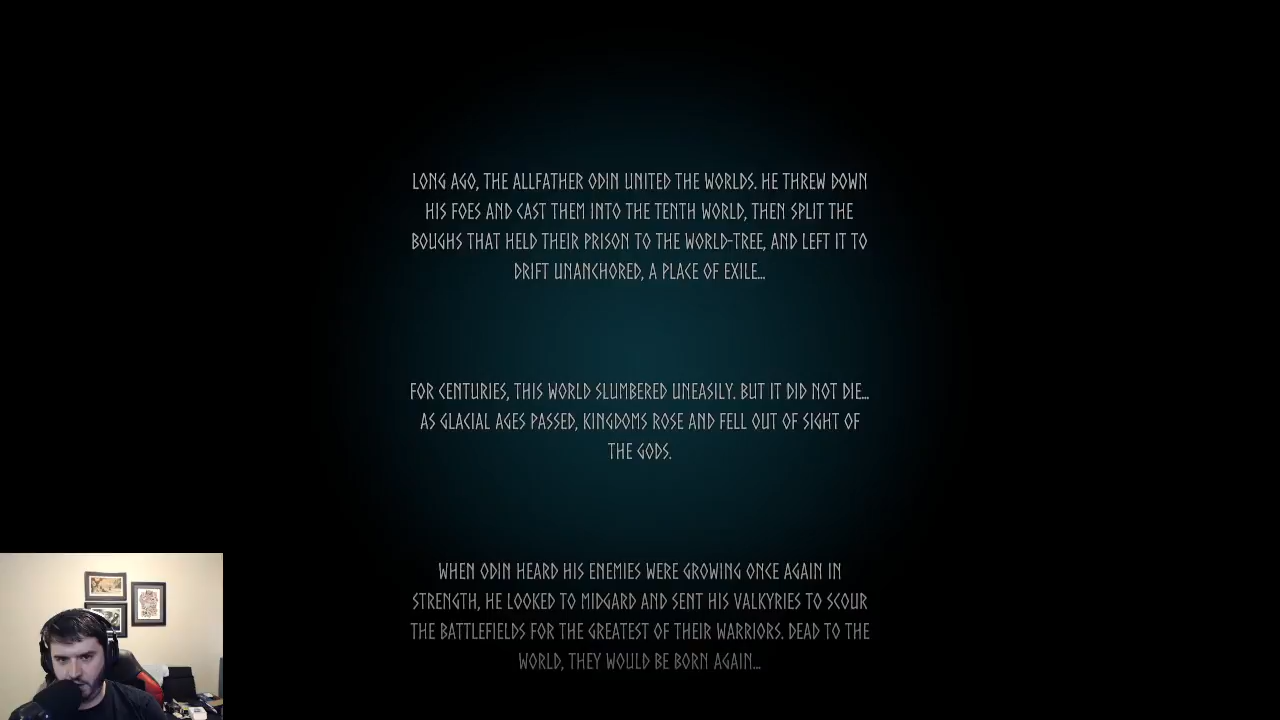 LONG AGO, THE ALLFATHER ODIN UNITED THE WORLDS. HE THREW DOWN
HIS FOES AND CAST THEM INTO THE TENTH WORLD, THEN SPLIT THE
BOUGHS THAT HELD THEIR PRISON TO THE WORLD-TREE, AND LEFT IT TO
DRIFT UNANCHORED, A PLACE OF EXILE...
FOR CENTURIES, THIS WORLD SLUMBERED UNEASILY. BUT IT DID NOT DIE...
AS GLACIAL AGES PASSED, KINGDOMS ROSE AND FELL OUT OF SIGHT OF
THE GODS.
WHEN ODIN HEARD HIS ENEMIES WERE GROWING ONCE AGAIN IN
STRENGTH, HE LOOKED TO MIDGARD AND SENT HIS VALKYRIES TO SCOUR
THE BATTLEFIELDS FOR THE GREATEST OF THEIR WARRIORS. DEAD TO THE
WORLD, THEY WOULD BE BORN AGAIN...